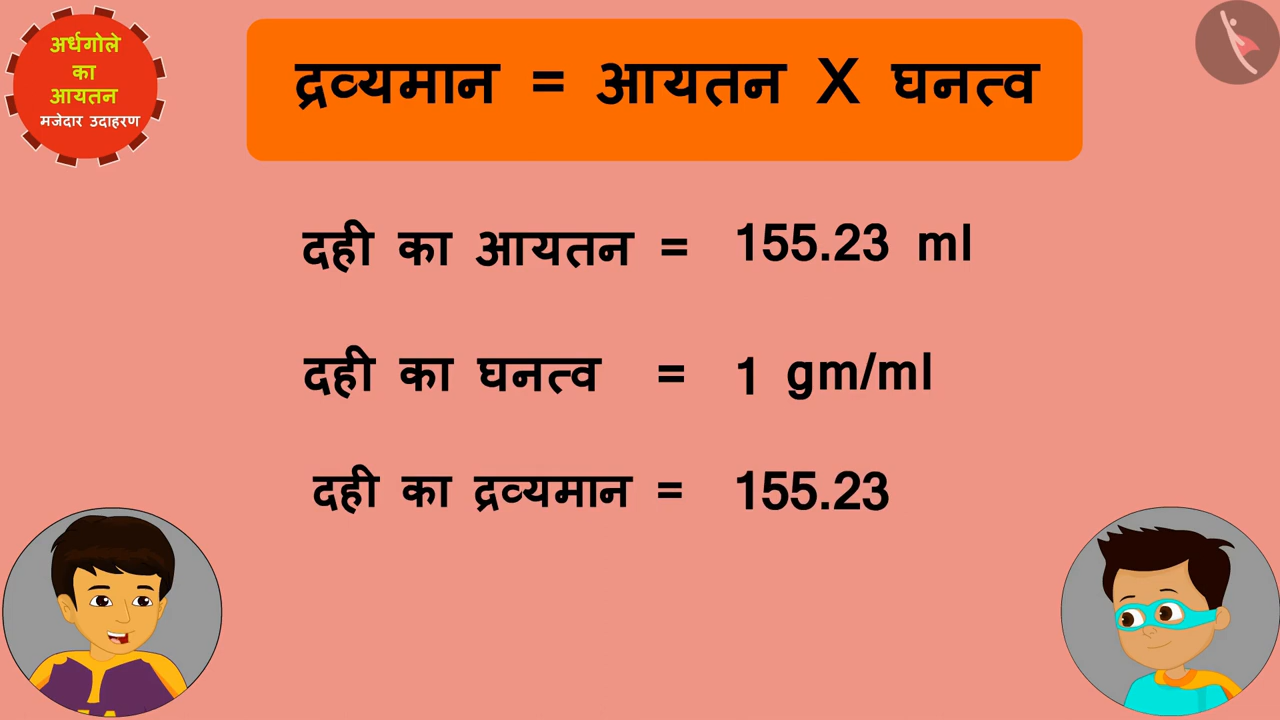 अर्धगोले
का
आयतन
मजेदार उदाहरण
द्रव्यमान = आयतन X घनत्व
दही का आयतन = 155.23 ml
दही का घनत्व = 1 gm/ml
दही का द्रव्यमान = 155.23